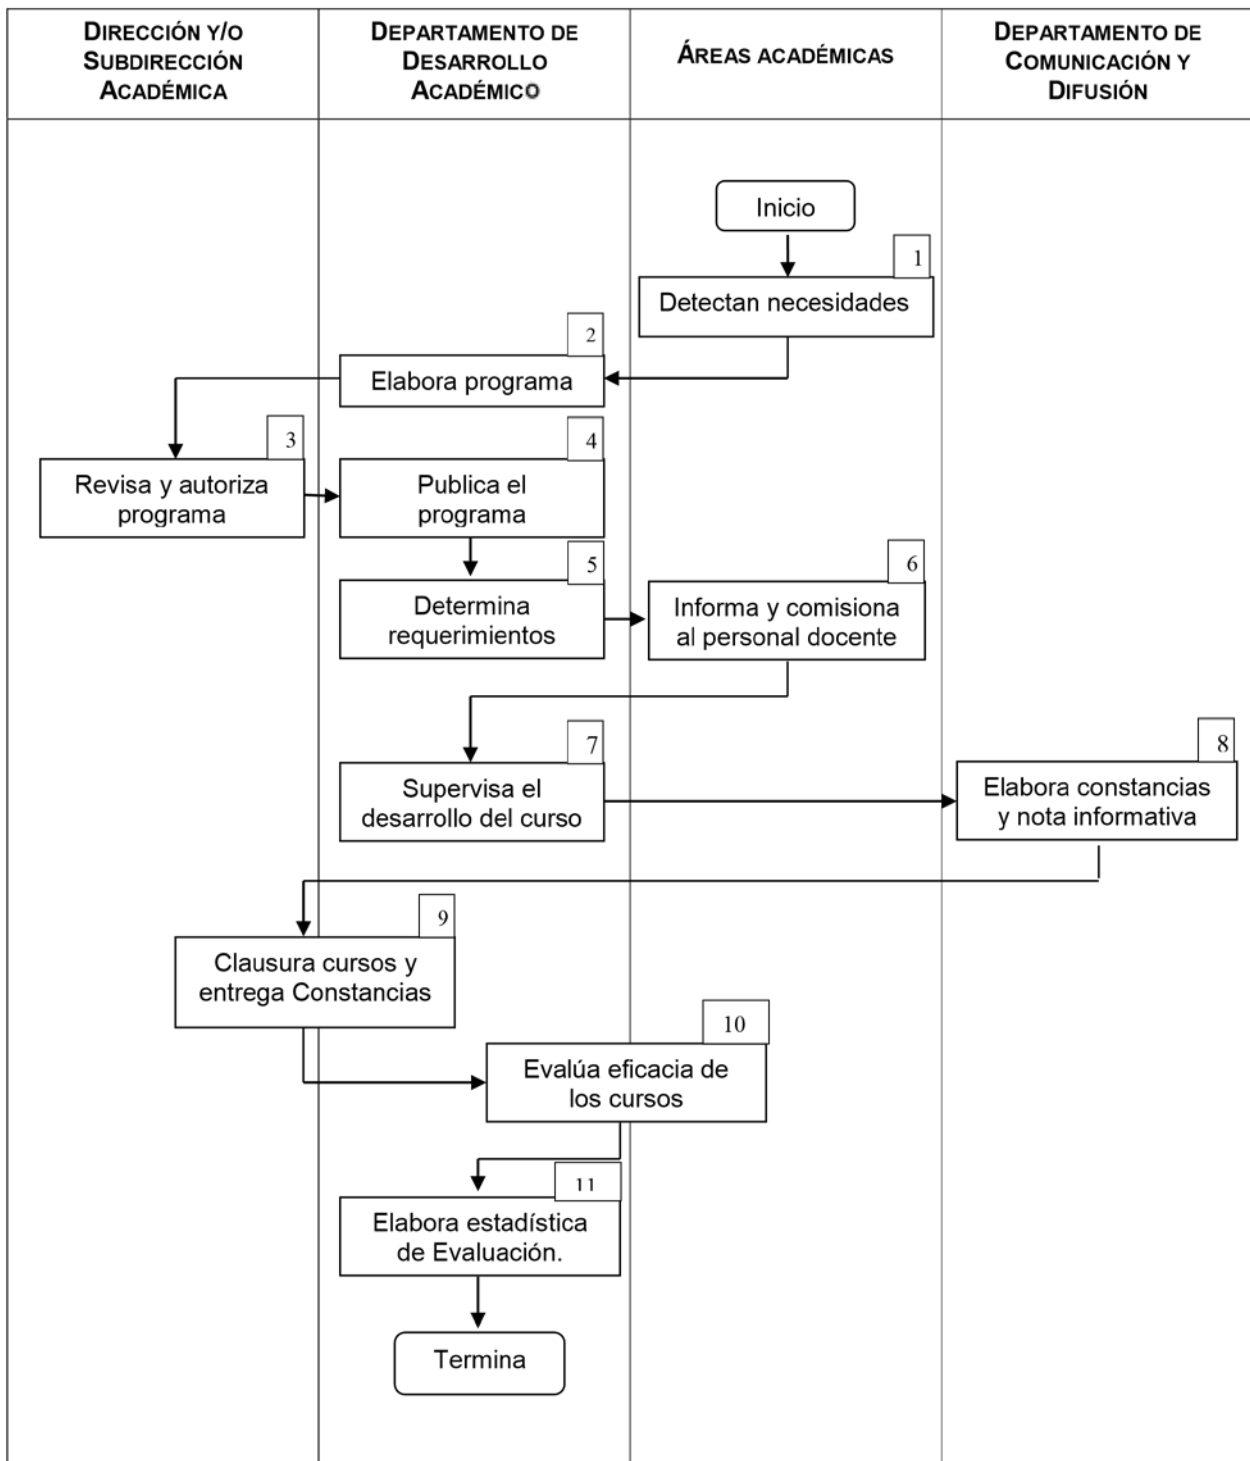 DIRECCIÓN Y/O
SUBDIRECCIÓN
ACADÉMICA
DEPARTAMENTO DE
DESARROLLO
ACADÉMICO
ÁREAS ACADÉMICAS
DEPARTAMENTO DE
COMUNICACIÓN Y
DIFUSIÓN
Inicio
1
Detectan necesidades
2
Elabora programa
3
Revisa y autoriza
programa
4
Publica el
programa
5
Determina
requerimientos
6
Informa y comisiona
al personal docente
7
Supervisa el
desarrollo del curso
8
Elabora constancias
y nota informativa
9
Clausura cursos y
entrega Constancias
10
Evalúa eficacia de
los cursos
11
Elabora estadística
de Evaluación.
Termina